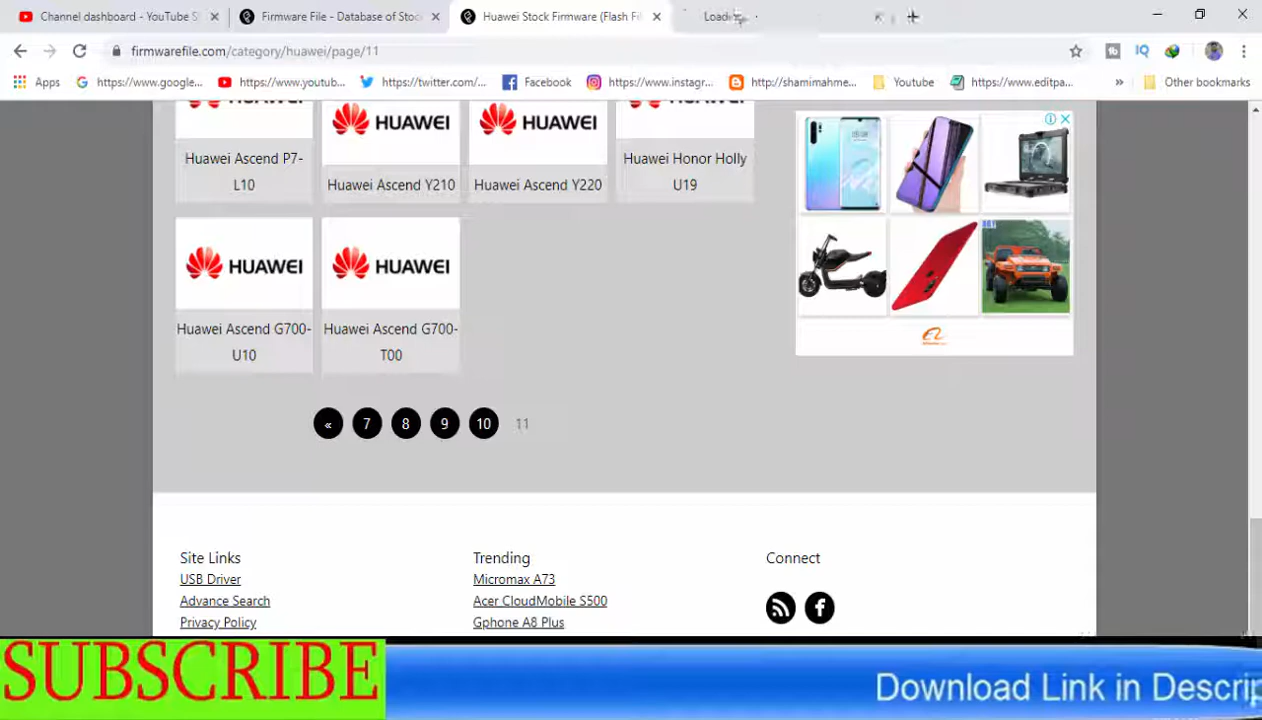 Channel dashboard - YouTube S
Firmware File - Database of Stoc
Huawei Stock Firmware (Flash Fi
firmwarefile.com/category/huawei/page/11
Apps
https://www.google...
https://www.youtub...
https://twitter.com/...
Facebook
https://www.instagr...
http://shamimahme...
Youtube
https://www.editpa...
»
Other bookmarks
HUAWEI
HUAWEI
Huawei Ascend P7-
L10
Huawei Ascend Y210
Huawei Ascend Y220
Huawei Honor Holly
U19
HUAWEI
HUAWEI
Huawei Ascend G700-
U10
Huawei Ascend G700-
T00
« 7 8 9 10 11
Site Links
USB Driver
Advance Search
Privacy Policy
Trending
Micromax A73
Acer CloudMobile S500
Gphone A8 Plus
Connect
SUBSCRIBE
Download Link in Descrip